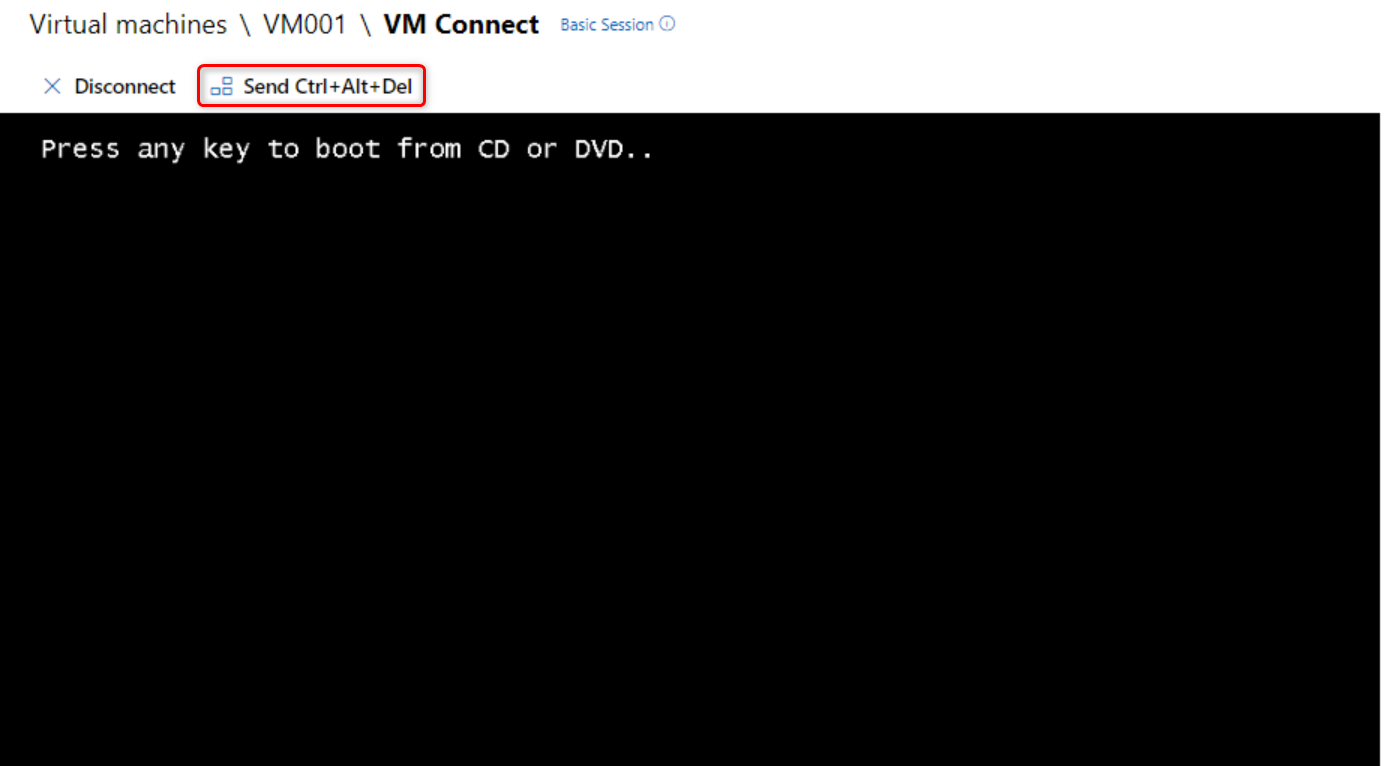 Virtual machines \ VM001 \ VM Connect Basic Session
Disconnect Send Ctrl+Alt+Del
Press any key to boot from CD or DVD..